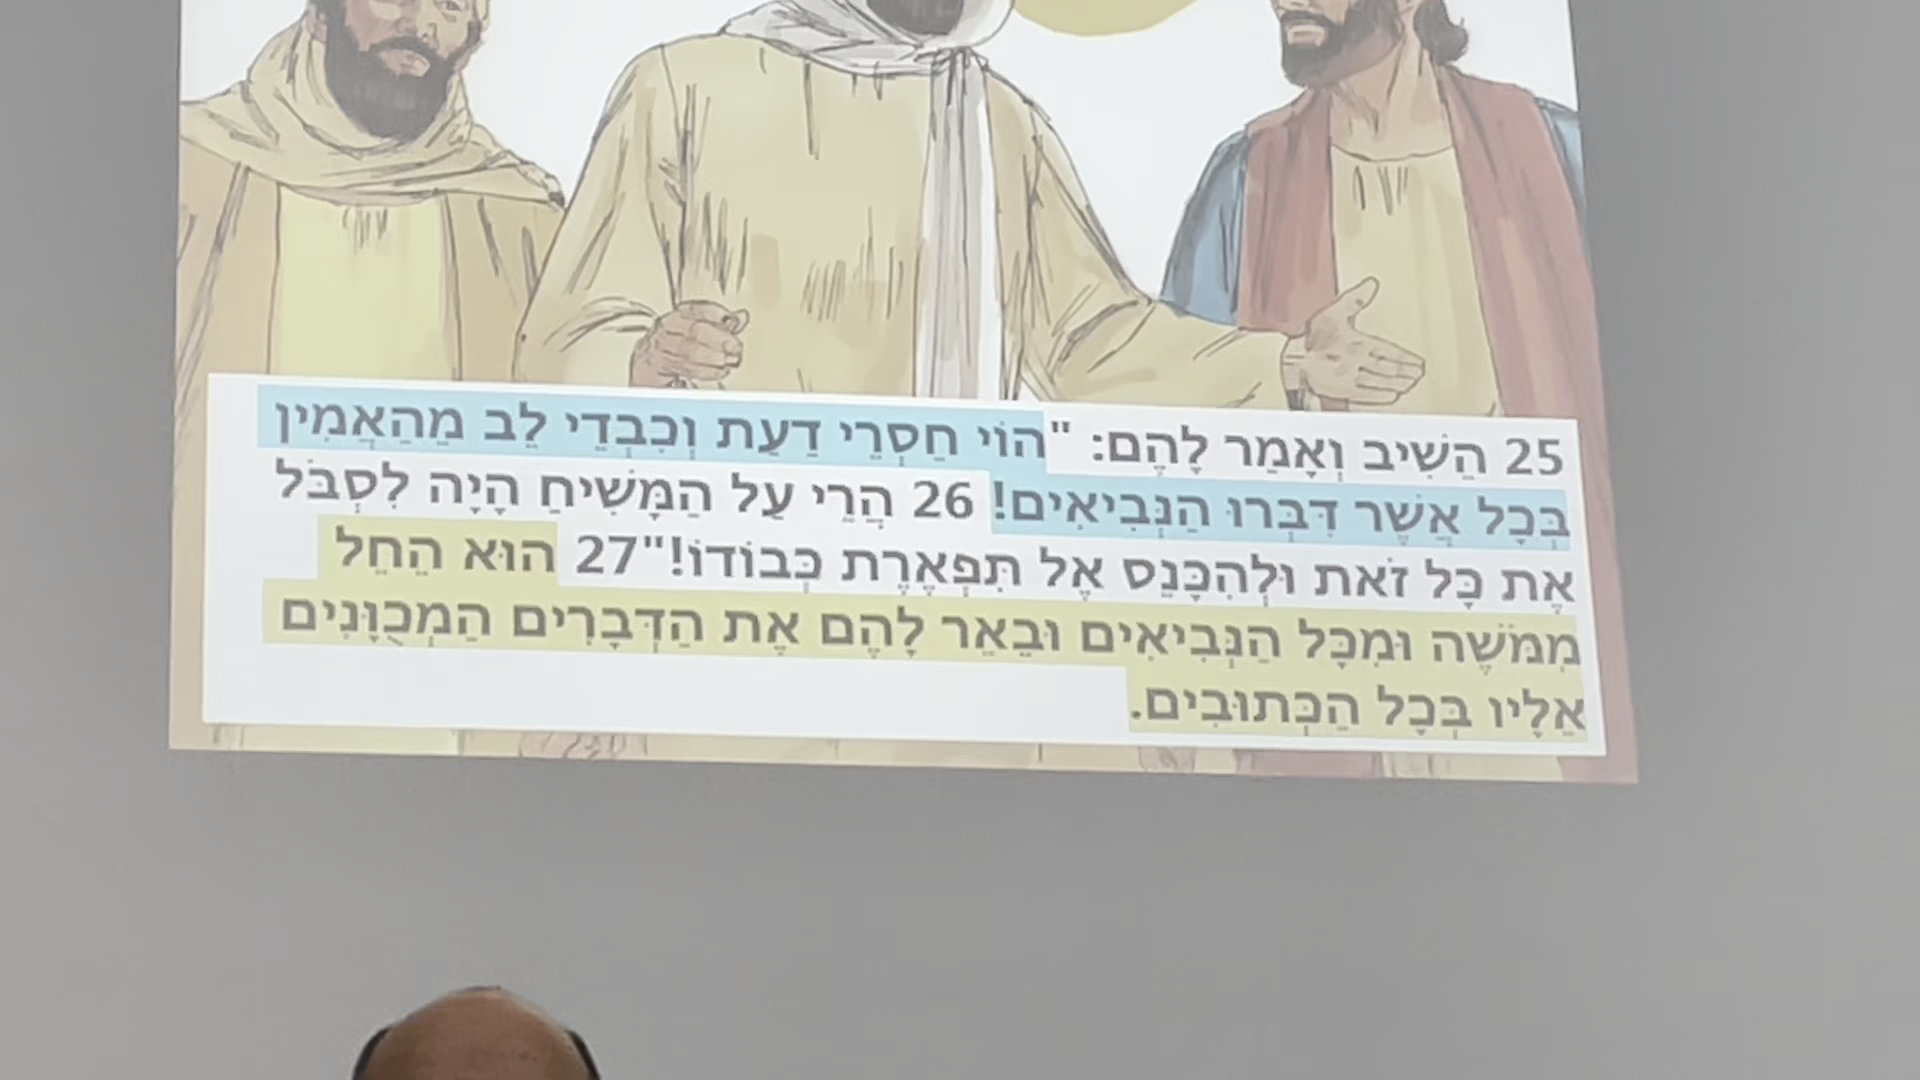 25 הֵשִׁיב וְאָמַר לָהֶם: "הוֹי חַסְרֵי דַעַת וְכִבְדֵי לֵב מֵהַאֲמִין
בְּכָל אֲשֶׁר דִּבְּרוּ הַנְּבִיאִים! 26 הֲרֵי עַל הַמָּשִׁיחַ הָיָה לִסְבֹּל
אֶת כָּל זֹאת וּלְהִכָּנֵס אֶל תִּפְאֶרֶת כְּבוֹדוֹ!"27 הוּא הֵחֵל
מִמֹּשֶׁה וּמִכָּל הַנְּבִיאִים וּבֵאֵר לָהֶם אֶת הַדְּבָרִים הַמְכֻוָּנִים
אֵלָיו בְּכָל הַכְּתוּבִים.